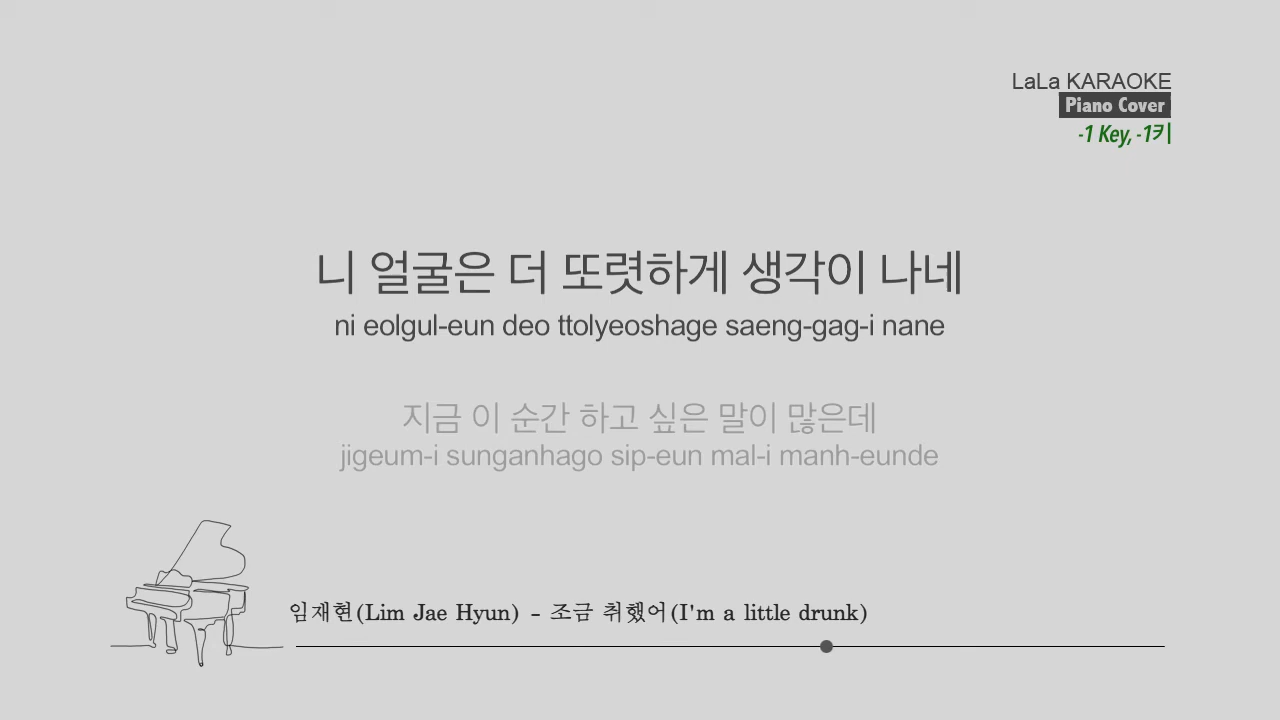 LaLa KARAOKE
Piano Cover
-1 Key, -1키
니 얼굴은 더 또렷하게 생각이 나네
ni eolgul-eun deo ttolyeoshage saeng-gag-i nane
지금 이 순간 하고 싶은 말이 많은데
jigeum-i sunganhago sip-eun mal-i manh-eunde
임재현(Lim Jae Hyun) - 조금 취했어(I'm a little drunk)